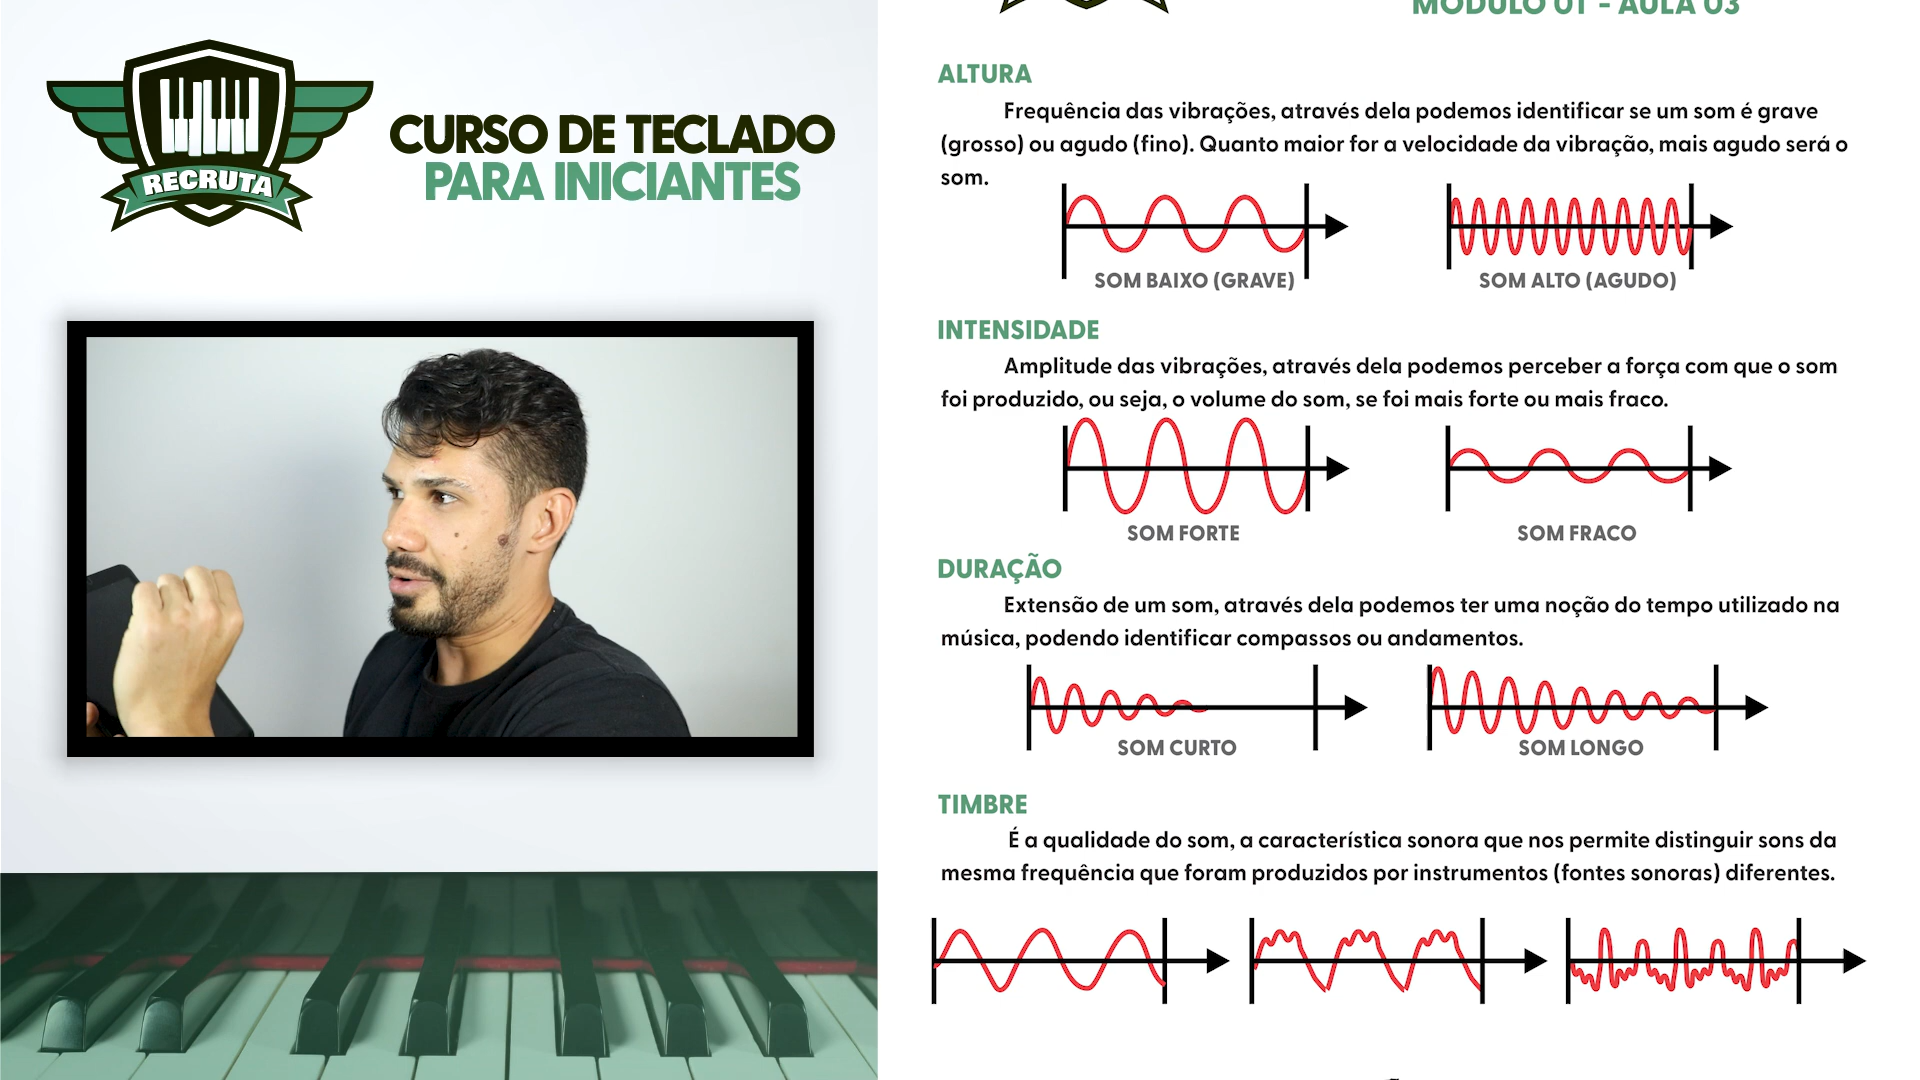 RECRUTA
CURSO DE TECLADO
PARA INICIANTES
MÓDULO 01 - AULA 03
ALTURA
Frequência das vibrações, através dela podemos identificar se um som é grave
(grosso) ou agudo (fino). Quanto maior for a velocidade da vibração, mais agudo será o
som.
SOM BAIXO (GRAVE)
SOM ALTO (AGUDO)
INTENSIDADE
Amplitude das vibrações, através dela podemos perceber a força com que o som
foi produzido, ou seja, o volume do som, se foi mais forte ou mais fraco.
SOM FORTE
SOM FRACO
DURAÇÃO
Extensão de um som, através dela podemos ter uma noção do tempo utilizado na
música, podendo identificar compassos ou andamentos.
SOM CURTO
SOM LONGO
TIMBRE
É a qualidade do som, a característica sonora que nos permite distinguir sons da
mesma frequência que foram produzidos por instrumentos (fontes sonoras) diferentes.